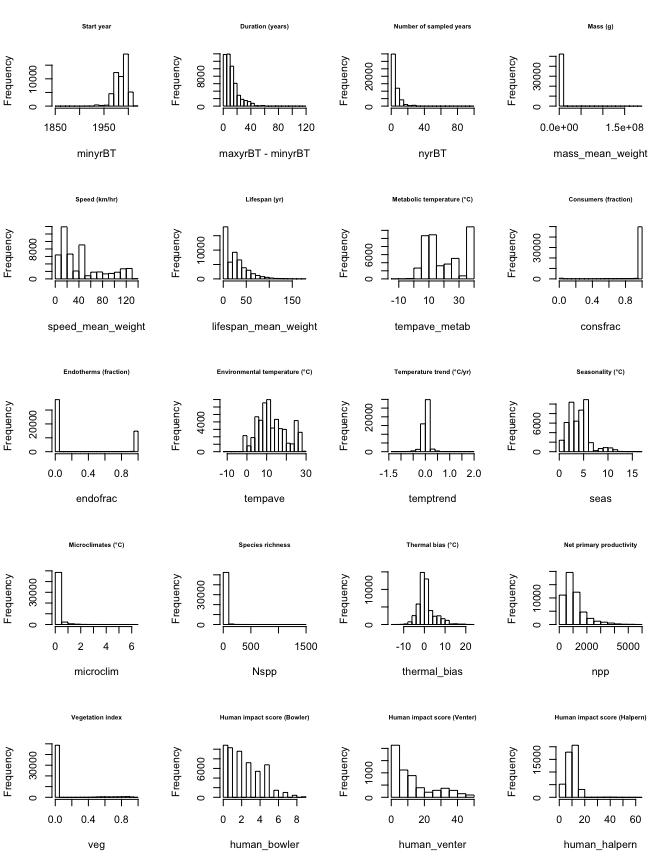 Start year
Duration (years)
Number of sampled years
Mass (g)
Frequency
0 10000
1850 1950
minyrBT
Frequency
0 8000
0 40 80 120
maxyrBT - minyrBT
Frequency
0 20000
0 40 80
nyrBT
Frequency
0 30000
0.0e+00 1.5e+08
mass_mean_weight
Speed (km/hr)
Lifespan (yr)
Metabolic temperature (°C)
Consumers (fraction)
Frequency
0 8000
0 40 80 120
speed_mean_weight
Frequency
0 10000
0 50 150
lifespan_mean_weight
Frequency
0 6000
-10 10 30
tempave_metab
Frequency
0 30000
0.0 0.4 0.8
consfrac
Endotherms (fraction)
Environmental temperature (°C)
Temperature trend (°C/yr)
Seasonality (°C)
Frequency
0 20000
0.0 0.4 0.8
endofrac
Frequency
0 4000
-10 0 10 30
tempave
Frequency
0 20000
-1.5 0.0 1.0 2.0
temptrend
Frequency
0 6000
0 5 10 15
seas
Microclimates (°C)
Species richness
Thermal bias (°C)
Net primary productivity
Frequency
0 30000
0 2 4 6
microclim
Frequency
0 30000
0 500 1500
Nspp
Frequency
0 10000
-10 0 10 20
thermal_bias
Frequency
0 10000
0 2000 5000
npp
Vegetation index
Human impact score (Bowler)
Human impact score (Venter)
Human impact score (Halpern)
Frequency
0 30000
0.0 0.4 0.8
veg
Frequency
0 6000
0 2 4 6 8
human_bowler
Frequency
0 1000
0 10 20 30 40 50
human_venter
Frequency
0 15000
0 20 40 60
human_halpern